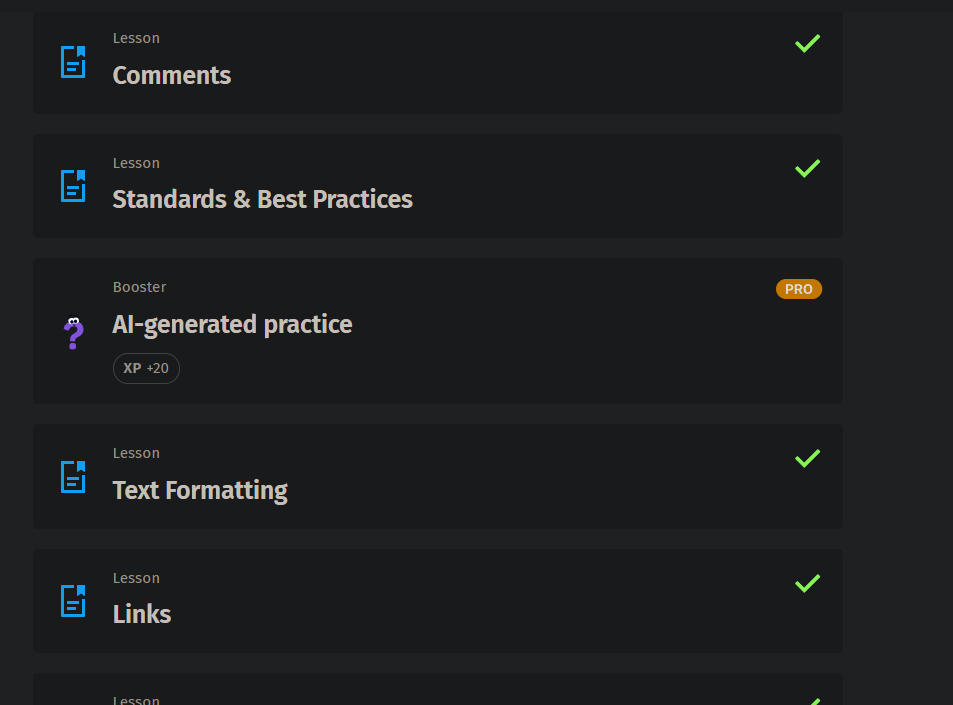 Lesson
Comments
Lesson
Standards & Best Practices
Booster
PRO
AI-generated practice
XP +20
Lesson
Text Formatting
Lesson
Links
Lesson